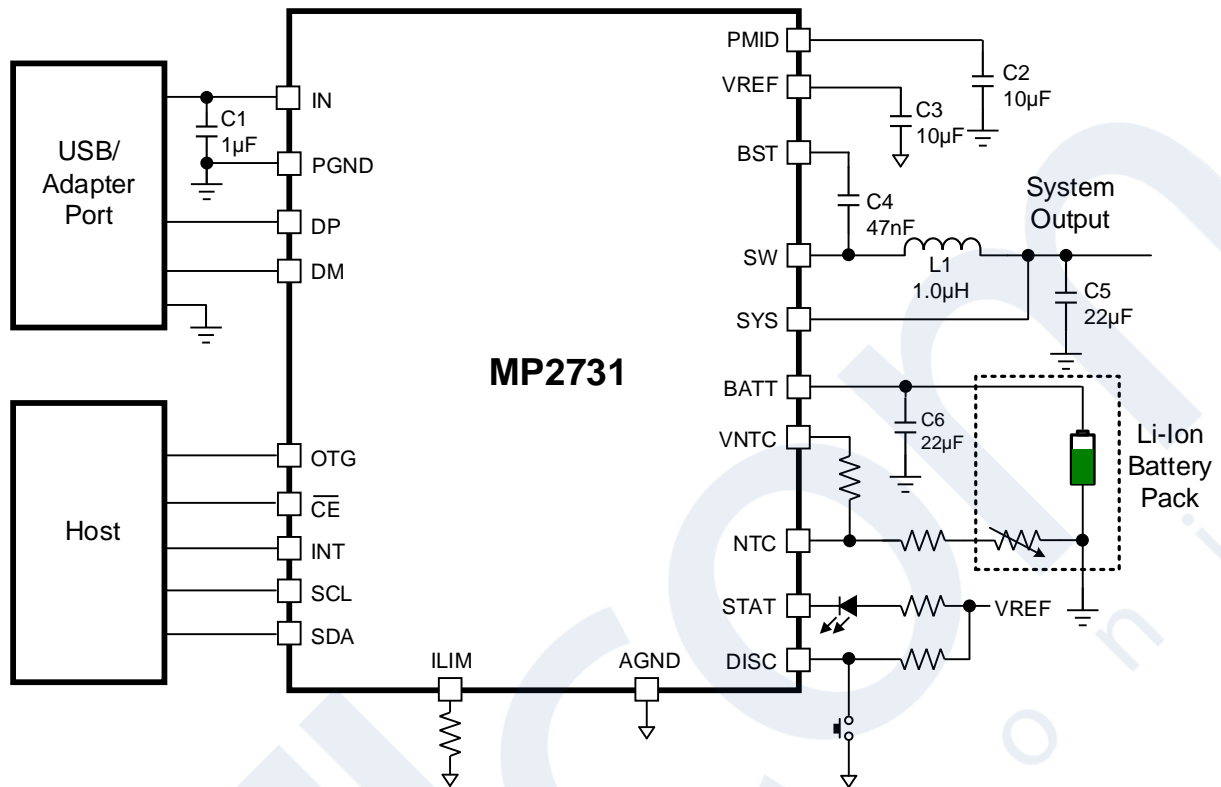 USB/
Adapter
Port
C1
1µF
IN
PGND
DP
DM
Host
OTG
CE
INT
SCL
SDA
MP2731
ILIM
AGND
PMID
VREF
BST
SW
SYS
BATT
VNTC
NTC
STAT
DISC
C2
10µF
C3
10µF
C4
47nF
L1
1.0µH
System
Output
C5
22µF
C6
22µF
Li-Ion
Battery
Pack
VREF